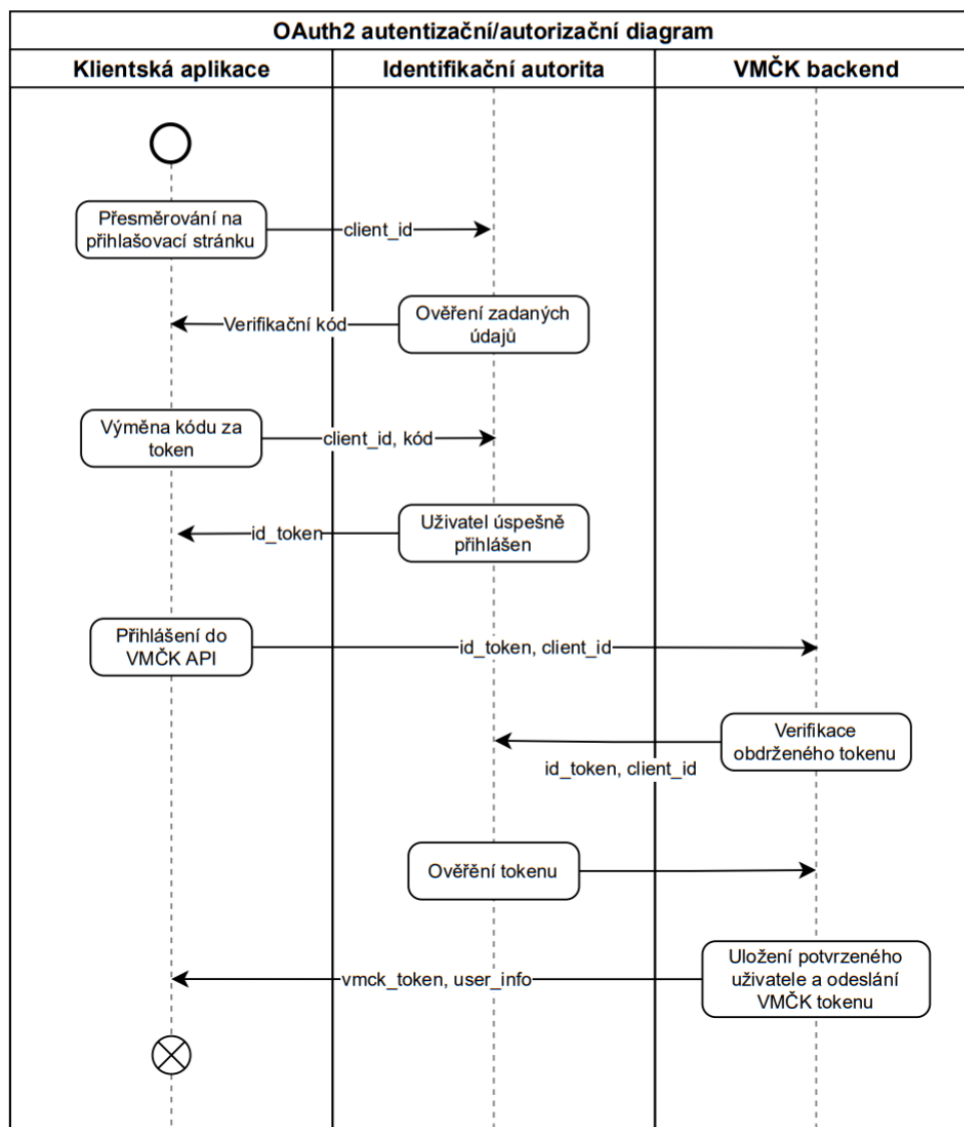 OAuth2 autentizační/autorizační diagram
Klientská aplikace
Identifikační autorita
VMČK backend
Přesměrování na
přihlašovací stránku
client_id
Verifikační kód
Ověření zadaných
údajů
Výměna kódu za
token
client_id, kód
id_token
Uživatel úspešně
přihlášen
Přihlášení do
VMČK API
id_token, client_id
Verifikace
obdrženého tokenu
id_token, client_id
Ověřění tokenu
vmck_token, user_info
Uložení potvrzeného
uživatele a odeslání
VMČK tokenu